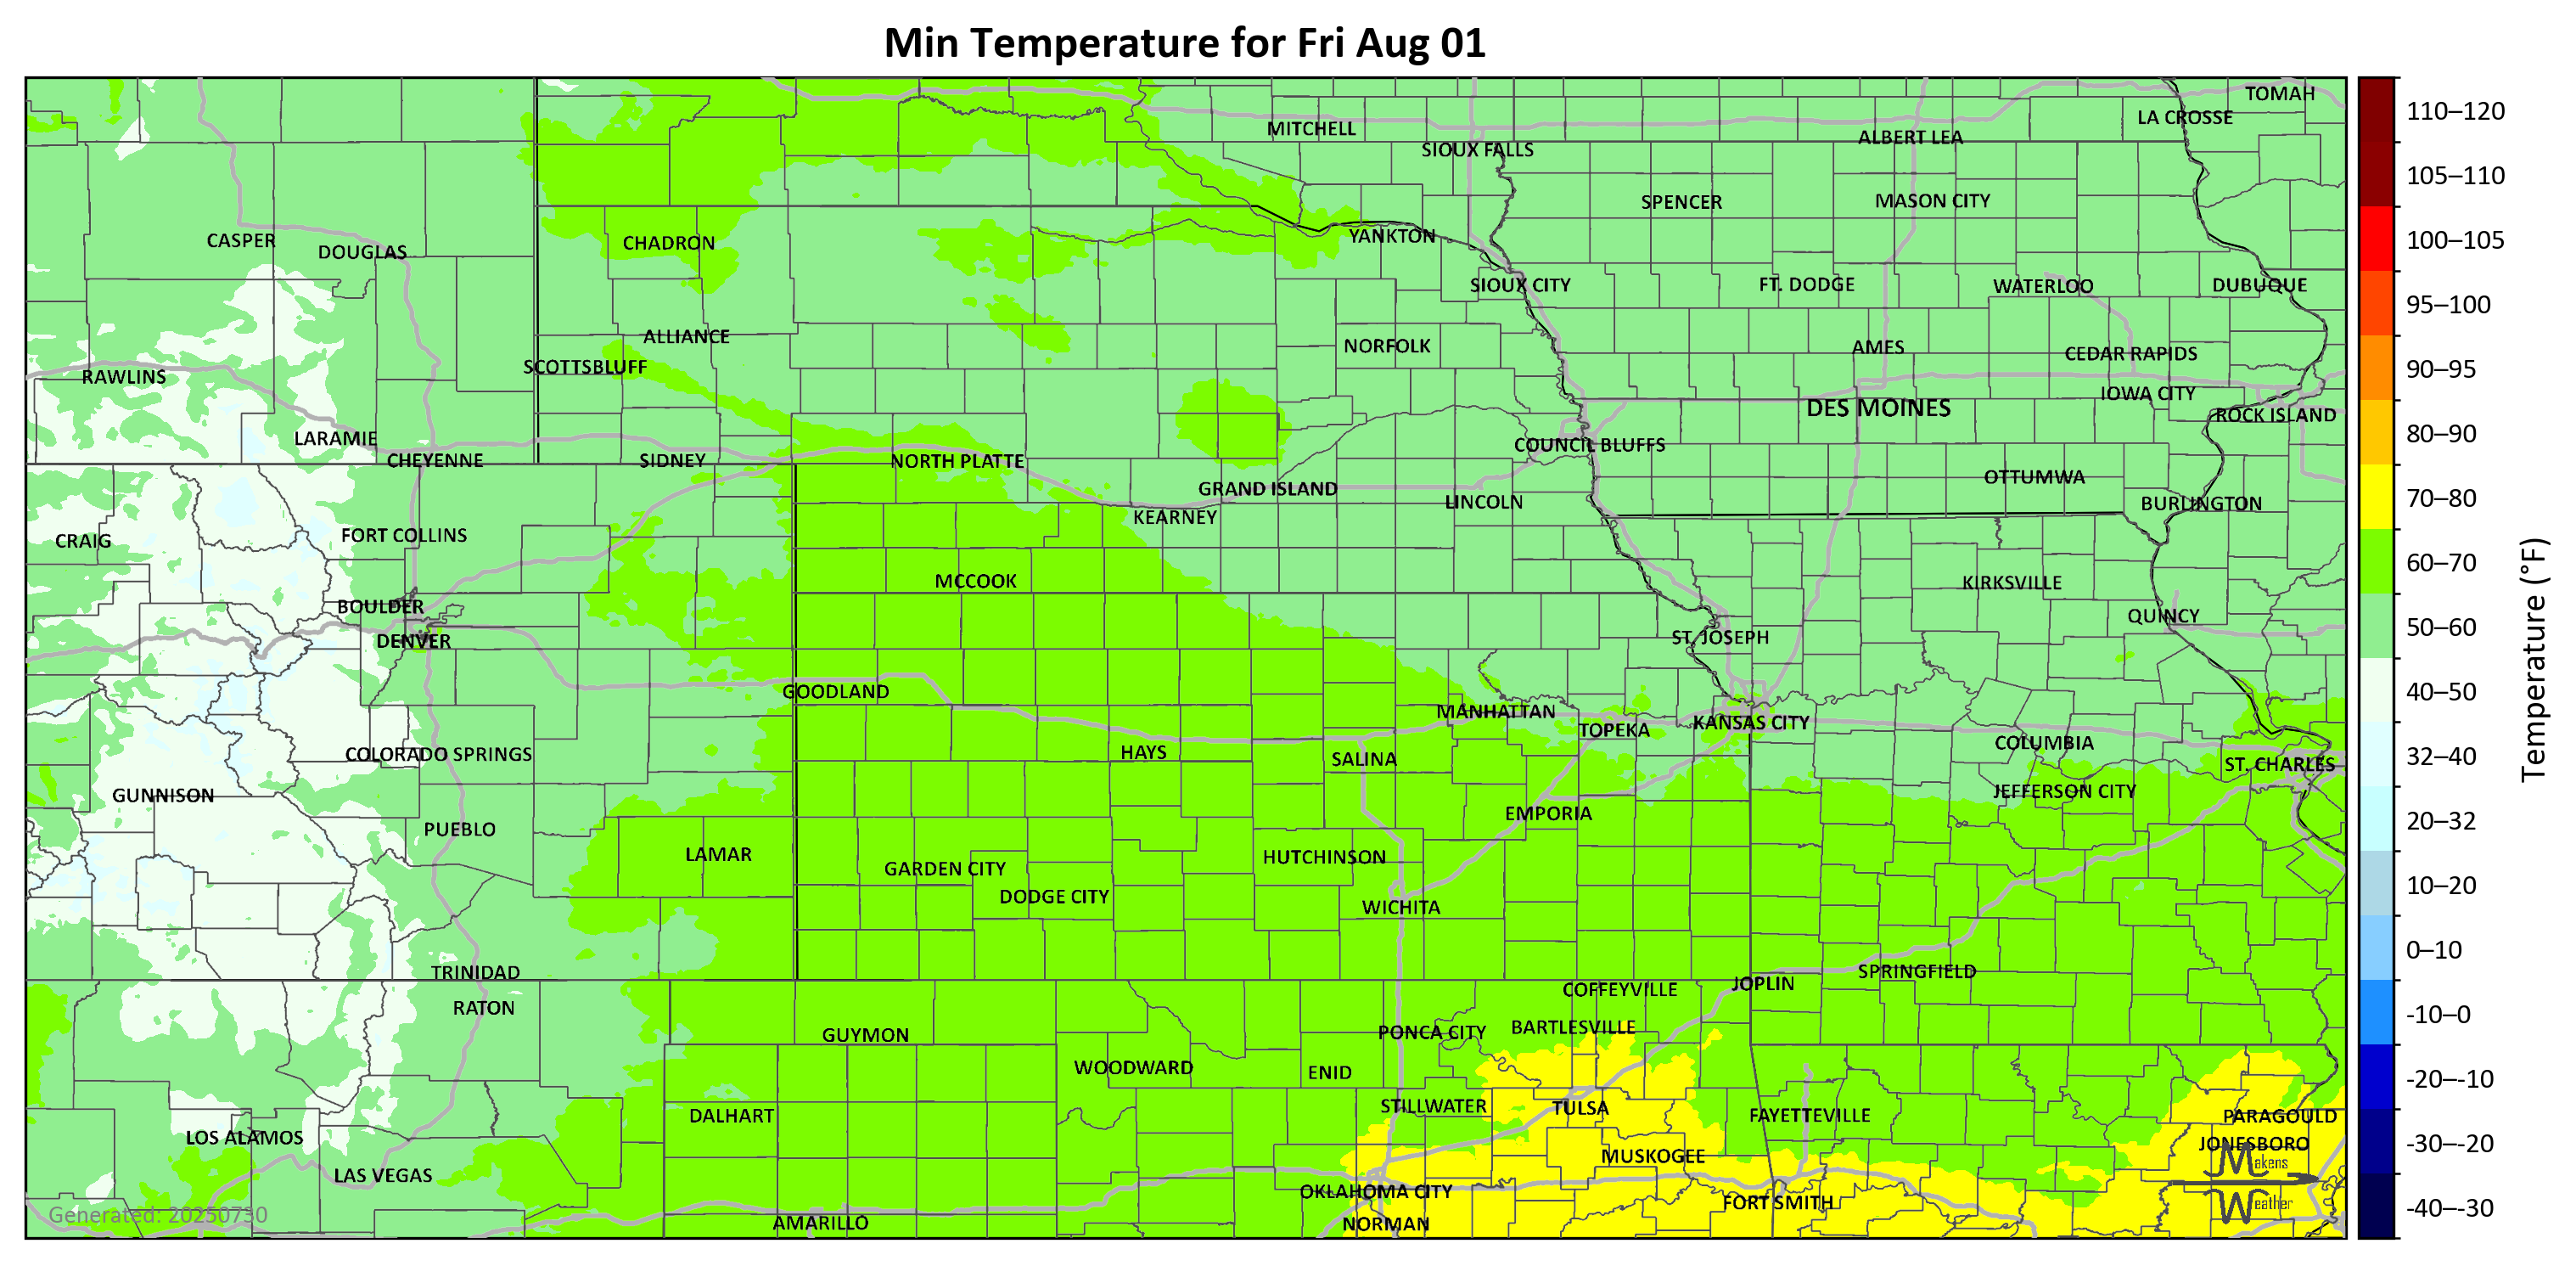 Min Temperature for Fri Aug 01
TOMAH
LA CROSSE
MITCHELL
ALBERT LEA
SIOUX FALLS
SPENCER
MASON CITY
CASPER
DOUGLAS
CHADRON
YANKTON
SIOUX CITY
FT. DODGE
WATERLOO
DUBUQUE
ALLIANCE
NORFOLK
AMES
CEDAR RAPIDS
SCOTTSBLUFF
RAWLINS
IOWA CITY
DES MOINES
ROCK ISLAND
LARAMIE
COUNCIL BLUFFS
CHEYENNE
SIDNEY
NORTH PLATTE
OTTUMWA
GRAND ISLAND
LINCOLN
BURLINGTON
KEARNEY
FORT COLLINS
CRAIG
MCCOOK
KIRKSVILLE
BOULDER
QUINCY
DENVER
ST. JOSEPH
GOODLAND
MANHATTAN
TOPEKA
KANSAS CITY
COLUMBIA
COLORADO SPRINGS
HAYS
SALINA
ST. CHARLES
GUNNISON
JEFFERSON CITY
EMPORIA
PUEBLO
LAMAR
HUTCHINSON
GARDEN CITY
DODGE CITY
WICHITA
TRINIDAD
SPRINGFIELD
JOPLIN
COFFEYVILLE
RATON
GUYMON
PONCA CITY
BARTLESVILLE
WOODWARD
ENID
STILLWATER
TULSA
DALHART
FAYETTEVILLE
PARAGOULD
LOS ALAMOS
JONESBORO
MUSKOGEE
LAS VEGAS
OKLAHOMA CITY
FORT SMITH
AMARILLO
NORMAN
Makens
Weather
Generated: 20250730
110–120
105–110
100–105
95–100
90–95
80–90
70–80
60–70
50–60
40–50
32–40
20–32
10–20
0–10
-10–0
-20–-10
-30–-20
-40–-30
Temperature (°F)